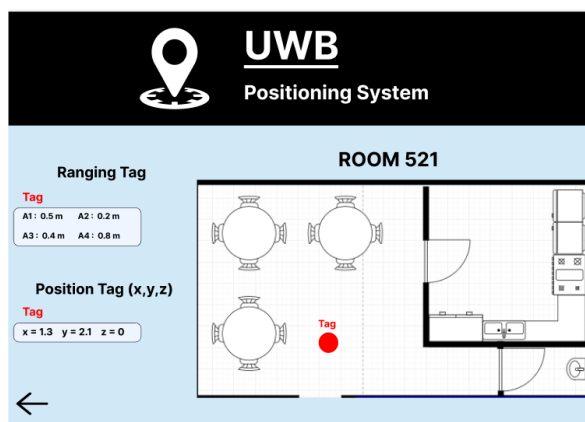 UWB
Positioning System
ROOM 521
Ranging Tag
Tag
A1 : 0.5 m A2 : 0.2 m
A3 : 0.4 m A4 : 0.8 m
Position Tag (x,y,z)
Tag
x = 1.3 y = 2.1 z = 0
Tag